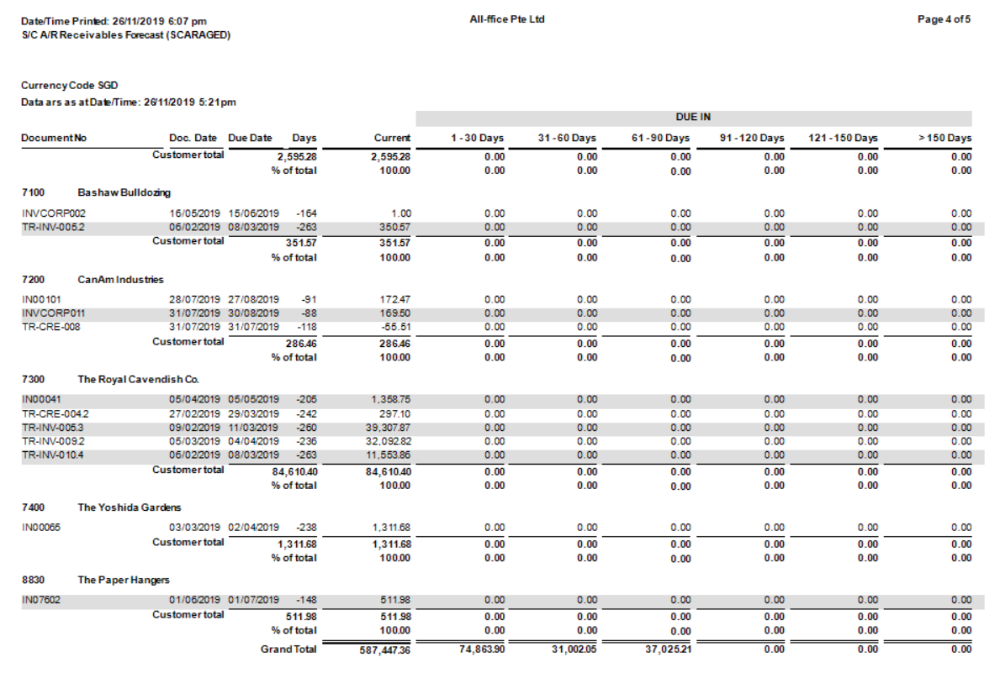 Date/Time Printed: 26/11/2019 6:07 pm All-ffice Pte Ltd Page 4 of 5
S/C A/R Receivables Forecast (SCARAGED)
Currency Code SGD
Data ars as at Date/Time: 26/11/2019 5:21pm
DUE IN
Document No Doc. Date Due Date Days Current 1 - 30 Days 31 - 60 Days 61 - 90 Days 91 - 120 Days 121 - 150 Days > 150 Days
Customer total 2,595.28 2,595.28 0.00 0.00 0.00 0.00 0.00 0.00
% of total 100.00 0.00 0.00 0.00 0.00 0.00 0.00
7100 Bashaw Bulldozing
INVCORP002 16/05/2019 15/06/2019 -164 1.00 0.00 0.00 0.00 0.00 0.00 0.00
TR-INV-005.2 06/02/2019 08/03/2019 -263 350.57 0.00 0.00 0.00 0.00 0.00 0.00
Customer total 351.57 351.57 0.00 0.00 0.00 0.00 0.00 0.00
% of total 100.00 0.00 0.00 0.00 0.00 0.00 0.00
7200 CanAm Industries
IN00101 28/07/2019 27/08/2019 -91 172.47 0.00 0.00 0.00 0.00 0.00 0.00
INVCORP011 31/07/2019 30/08/2019 -88 169.50 0.00 0.00 0.00 0.00 0.00 0.00
TR-CRE-008 31/07/2019 31/07/2019 -118 -55.51 0.00 0.00 0.00 0.00 0.00 0.00
Customer total 286.46 286.46 0.00 0.00 0.00 0.00 0.00 0.00
% of total 100.00 0.00 0.00 0.00 0.00 0.00 0.00
7300 The Royal Cavendish Co.
IN00041 05/04/2019 05/05/2019 -205 1,358.75 0.00 0.00 0.00 0.00 0.00 0.00
TR-CRE-004.2 27/02/2019 29/03/2019 -242 297.10 0.00 0.00 0.00 0.00 0.00 0.00
TR-INV-005.3 09/02/2019 11/03/2019 -260 39,307.87 0.00 0.00 0.00 0.00 0.00 0.00
TR-INV-009.2 05/03/2019 04/04/2019 -236 32,092.82 0.00 0.00 0.00 0.00 0.00 0.00
TR-INV-010.4 06/02/2019 08/03/2019 -263 11,553.86 0.00 0.00 0.00 0.00 0.00 0.00
Customer total 84,610.40 84,610.40 0.00 0.00 0.00 0.00 0.00 0.00
% of total 100.00 0.00 0.00 0.00 0.00 0.00 0.00
7400 The Yoshida Gardens
IN00065 03/03/2019 02/04/2019 -238 1,311.68 0.00 0.00 0.00 0.00 0.00 0.00
Customer total 1,311.68 1,311.68 0.00 0.00 0.00 0.00 0.00 0.00
% of total 100.00 0.00 0.00 0.00 0.00 0.00 0.00
8830 The Paper Hangers
IN07602 01/06/2019 01/07/2019 -148 511.98 0.00 0.00 0.00 0.00 0.00 0.00
Customer total 511.98 511.98 0.00 0.00 0.00 0.00 0.00 0.00
% of total 100.00 0.00 0.00 0.00 0.00 0.00 0.00
Grand Total 587,447.36 74,863.90 31,002.05 37,025.21 0.00 0.00 0.00